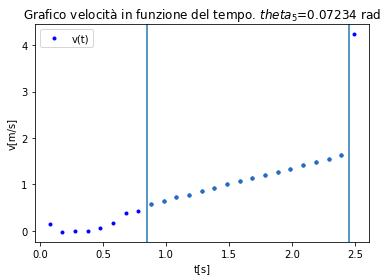 Grafico velocità in funzione del tempo. theta₅=0.07234 rad
v(t)
4
3
2
1
0
v[m/s]
0.0 0.5 1.0 1.5 2.0 2.5
t[s]